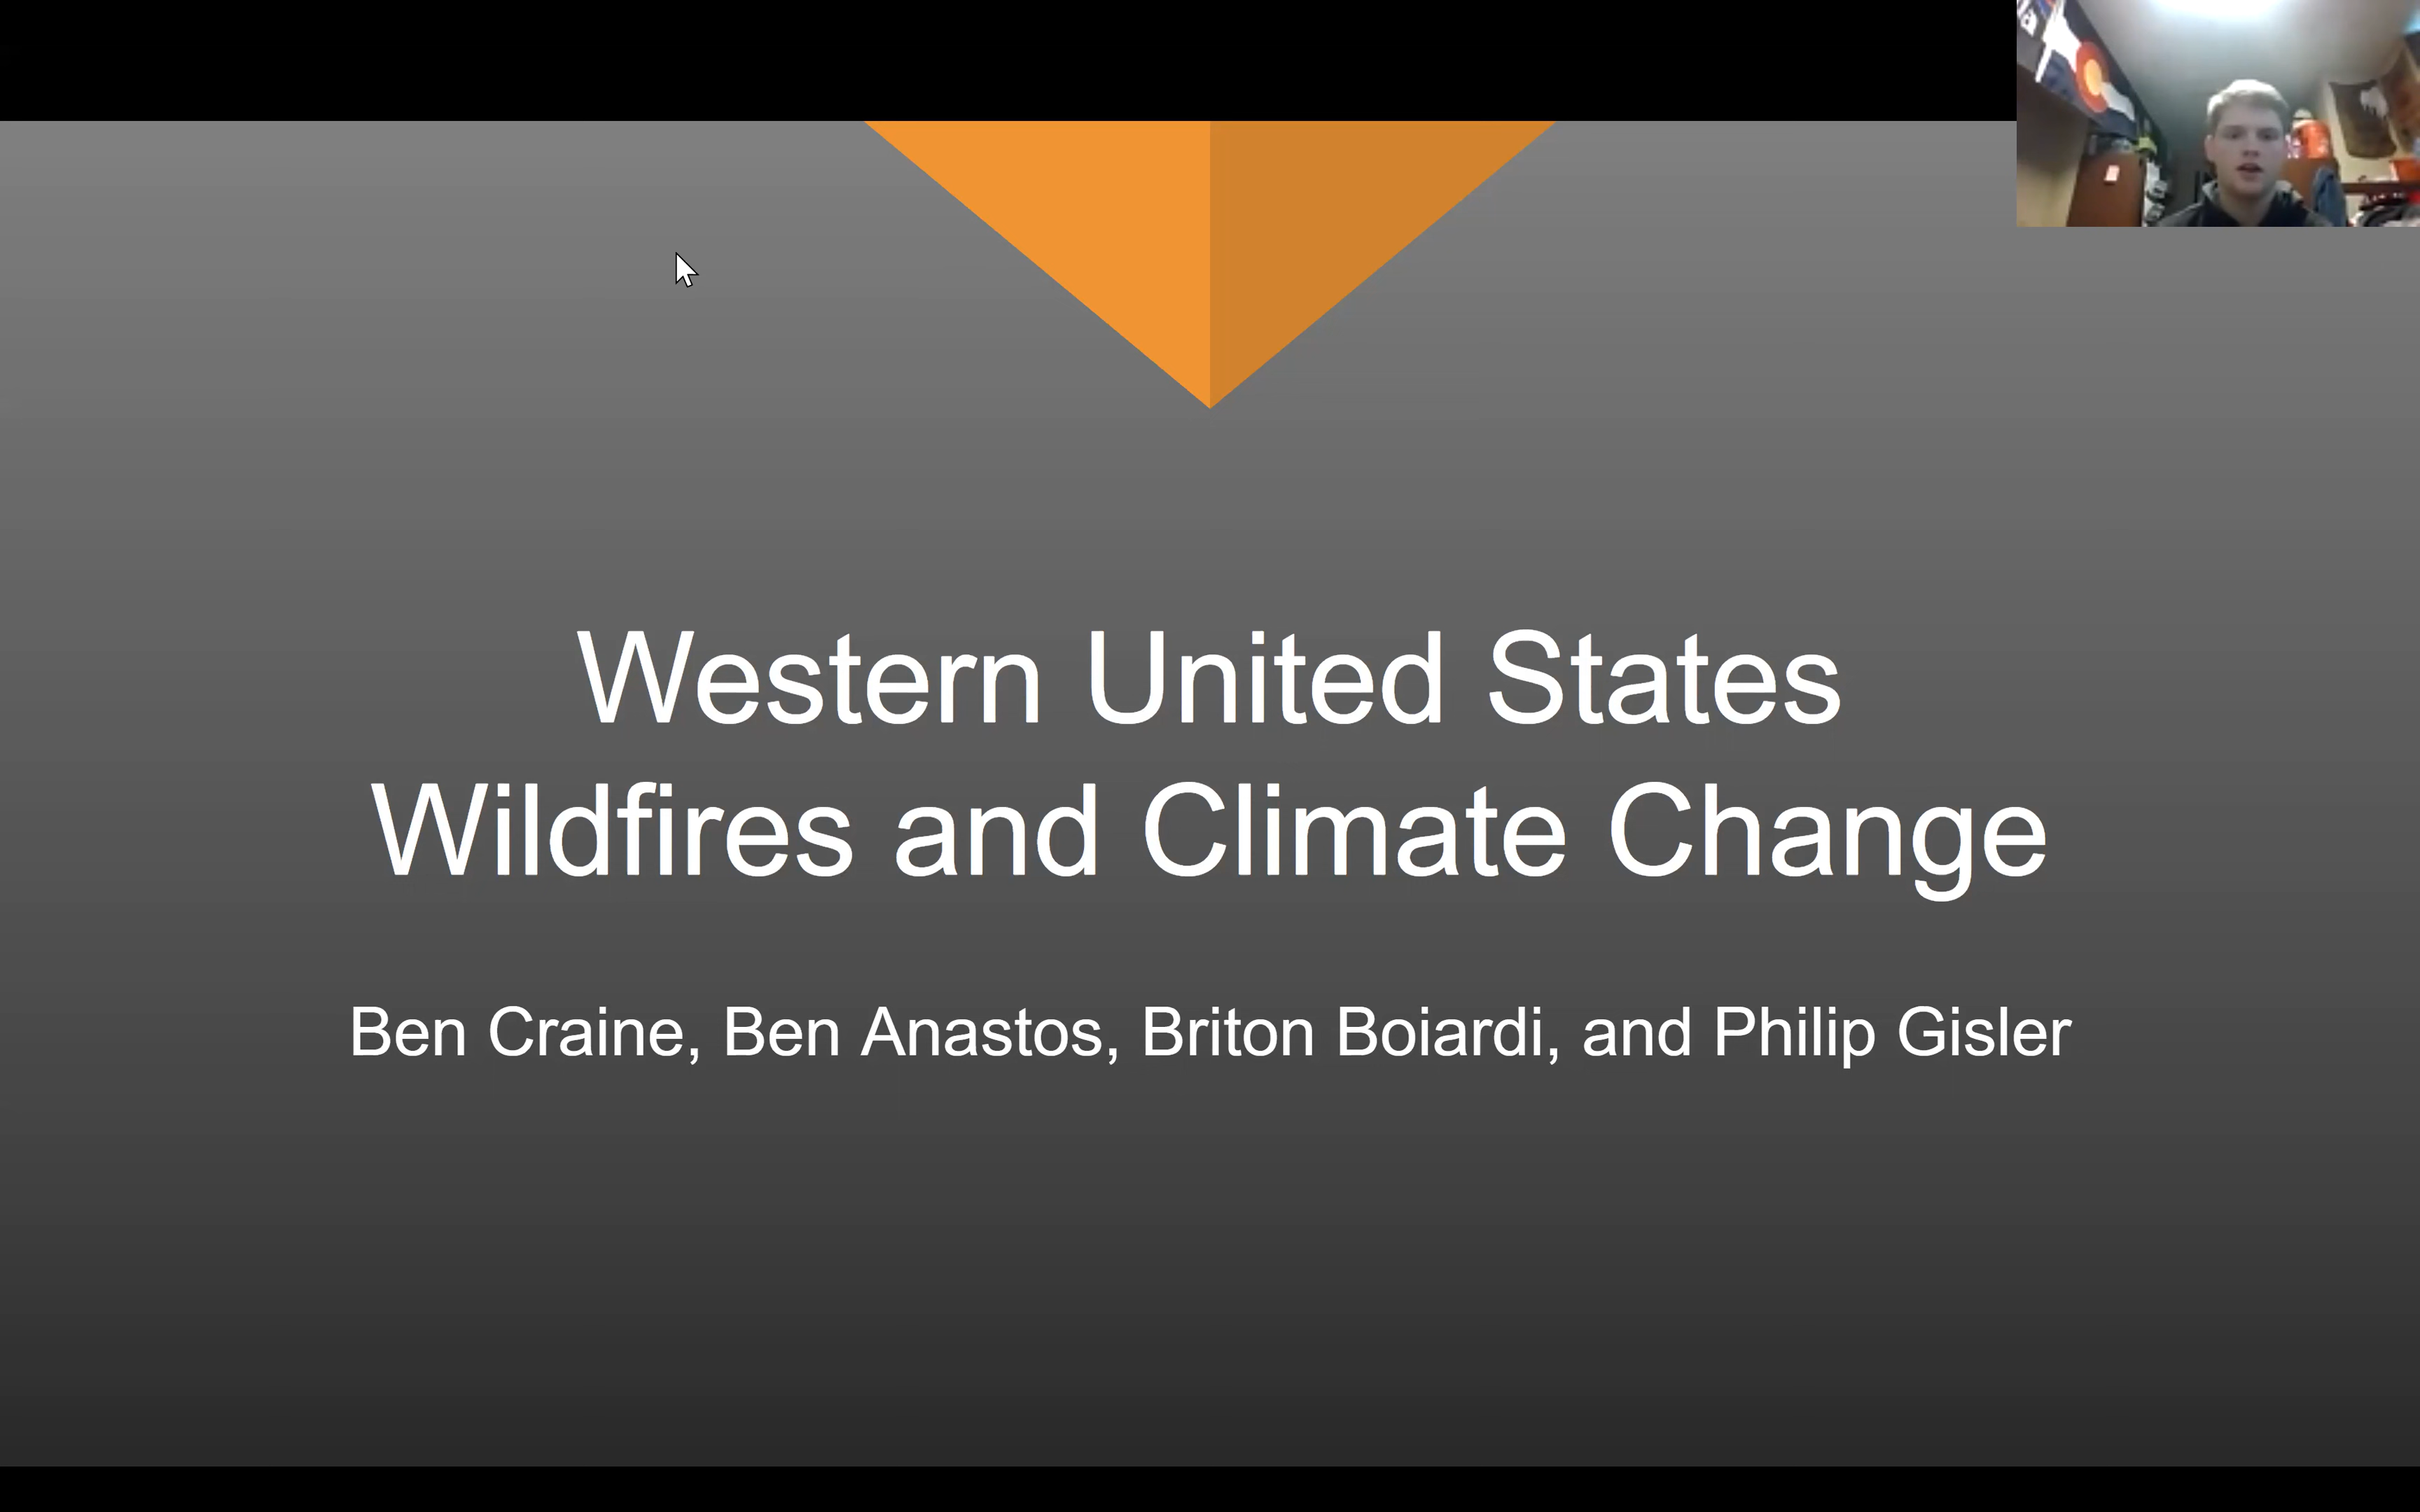 Western United States
Wildfires and Climate Change
Ben Craine, Ben Anastos, Briton Boiardi, and Philip Gisler